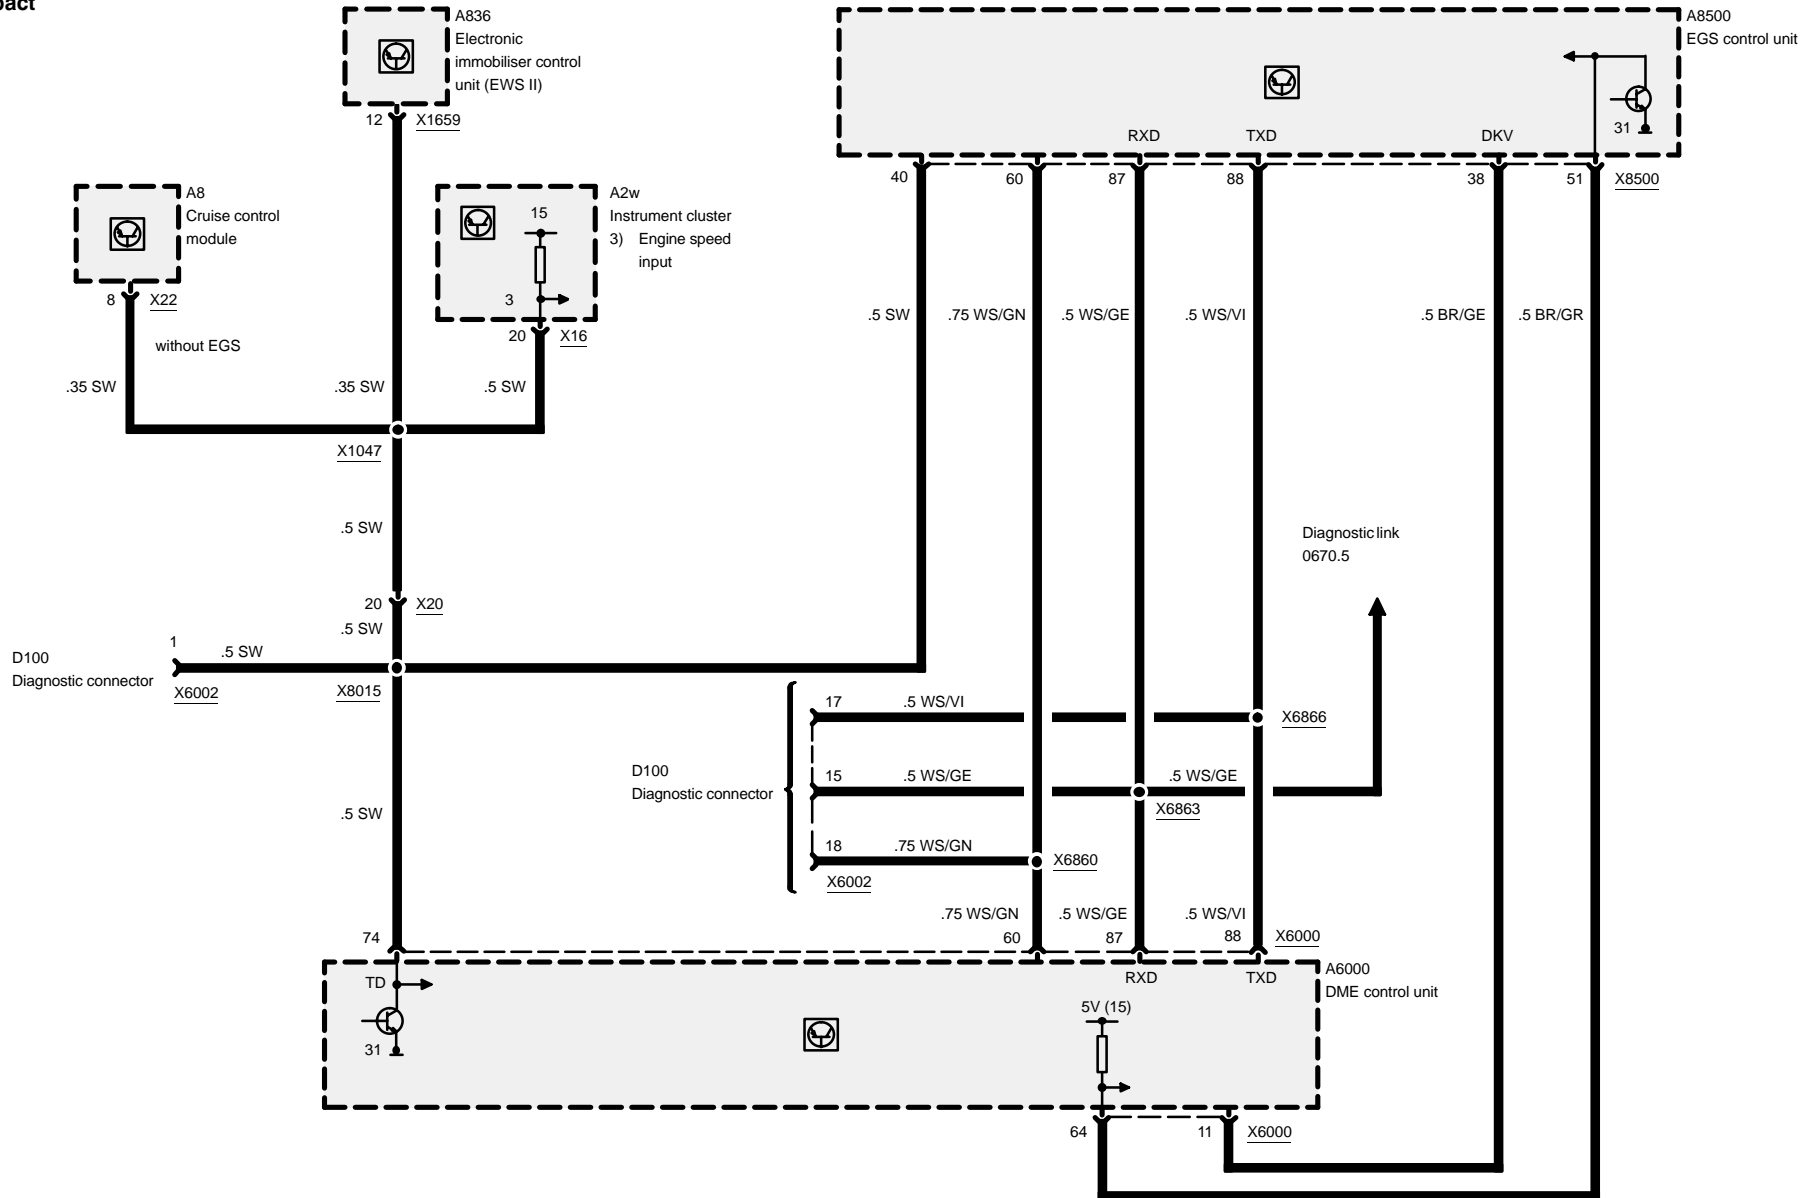 A836
Electronic
immobiliser control
unit (EWS II)
12 X1659
A8500
EGS control unit
31
RXD TXD DKV
40 60 87 88 38 51 X8500
A8
Cruise control
module
8 X22
without EGS
A2w
Instrument cluster
3) Engine speed
input
15
3
20 X16
.5 SW .75 WS/GN .5 WS/GE .5 WS/VI .5 BR/GE .5 BR/GR
.35 SW .35 SW .5 SW
X1047
.5 SW
Diagnostic link
0670.5
20 X20
.5 SW
1
.5 SW
D100
Diagnostic connector
X6002 X8015
17 .5 WS/VI X6866
D100
Diagnostic connector
15 .5 WS/GE .5 WS/GE
X6863
.5 SW
18 .75 WS/GN X6860
X6002
.75 WS/GN .5 WS/GE .5 WS/VI
74 60 87 88 X6000
A6000
DME control unit
TD RXD TXD
5V (15)
31
64 11 X6000